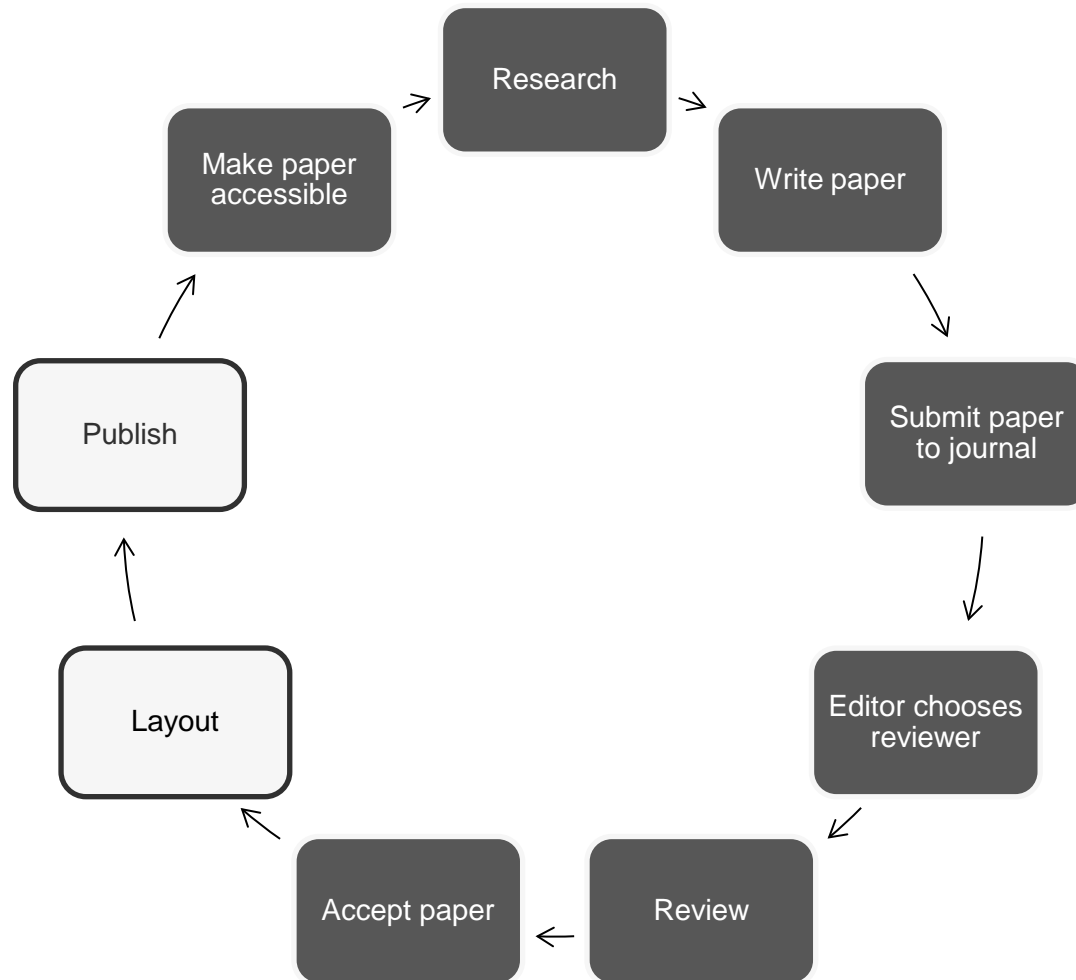 Research
Write paper
Submit paper
to journal
Editor chooses
reviewer
Review
Accept paper
Layout
Publish
Make paper
accessible